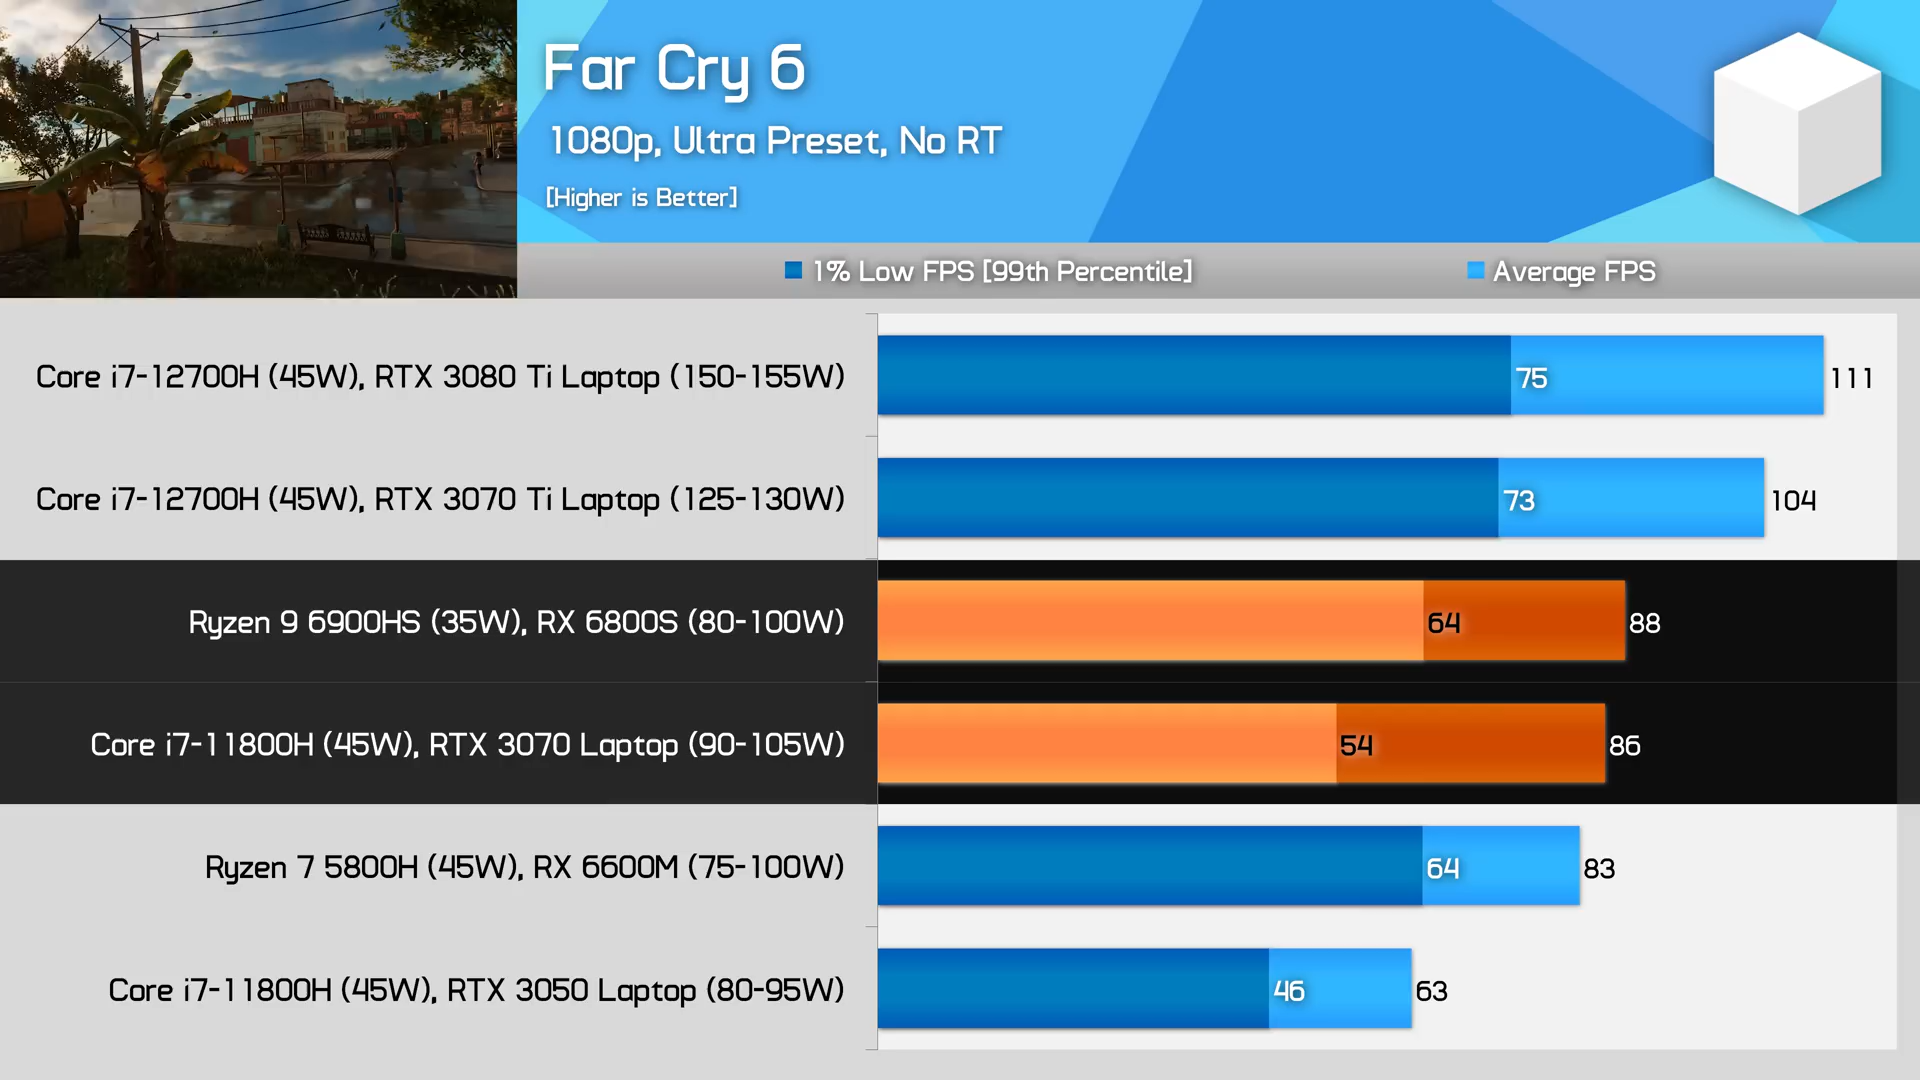 Far Cry 6
1080p, Ultra Preset, No RT
[Higher is Better]
1% Low FPS [99th Percentile]
Average FPS
Core i7-12700H (45W), RTX 3080 Ti Laptop (150-155W)
75
111
Core i7-12700H (45W), RTX 3070 Ti Laptop (125-130W)
73
104
Ryzen 9 6900HS (35W), RX 6800S (80-100W)
64
88
Core i7-11800H (45W), RTX 3070 Laptop (90-105W)
54
86
Ryzen 7 5800H (45W), RX 6600M (75-100W)
64
83
Core i7-11800H (45W), RTX 3050 Laptop (80-95W)
46
63